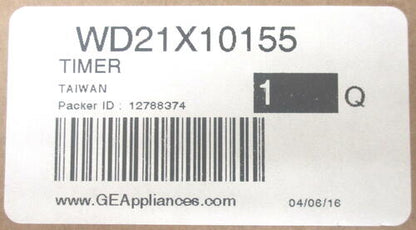 WD21X10155
TIMER
TAIWAN
Packer ID : 12788374
1 Q
www.GEAppliances.com
04/06/16